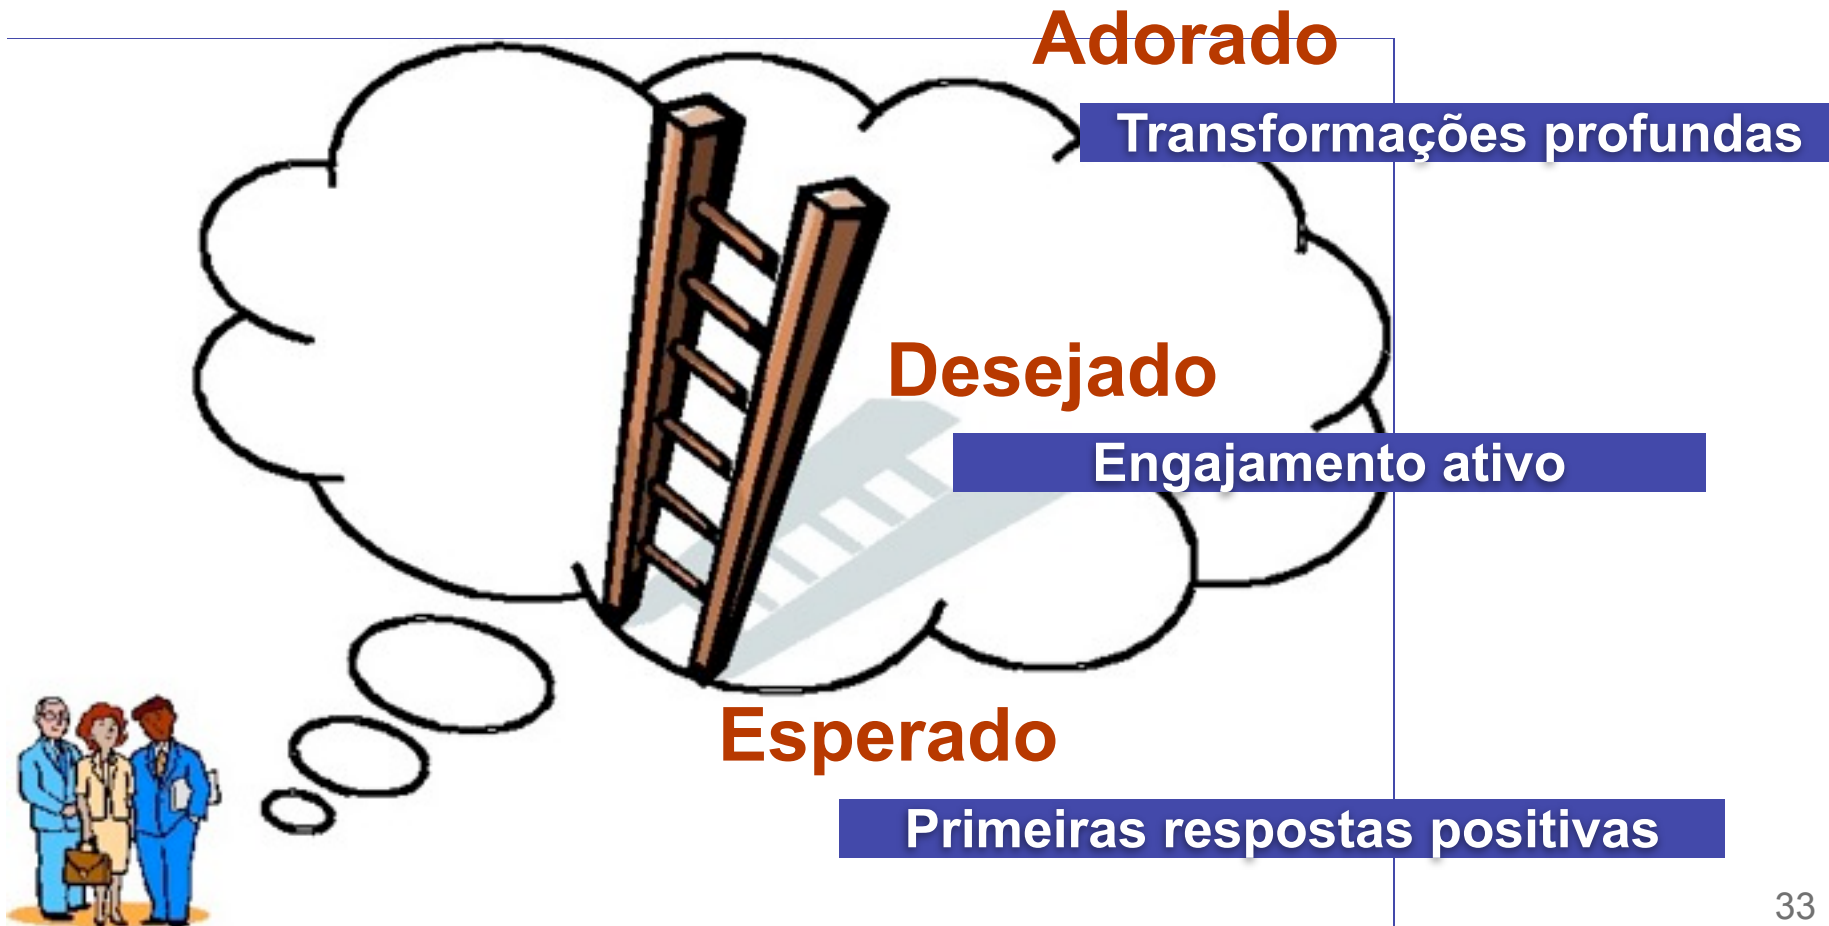 Adorado
Transformações profundas
Desejado
Engajamento ativo
Esperado
Primeiras respostas positivas
33